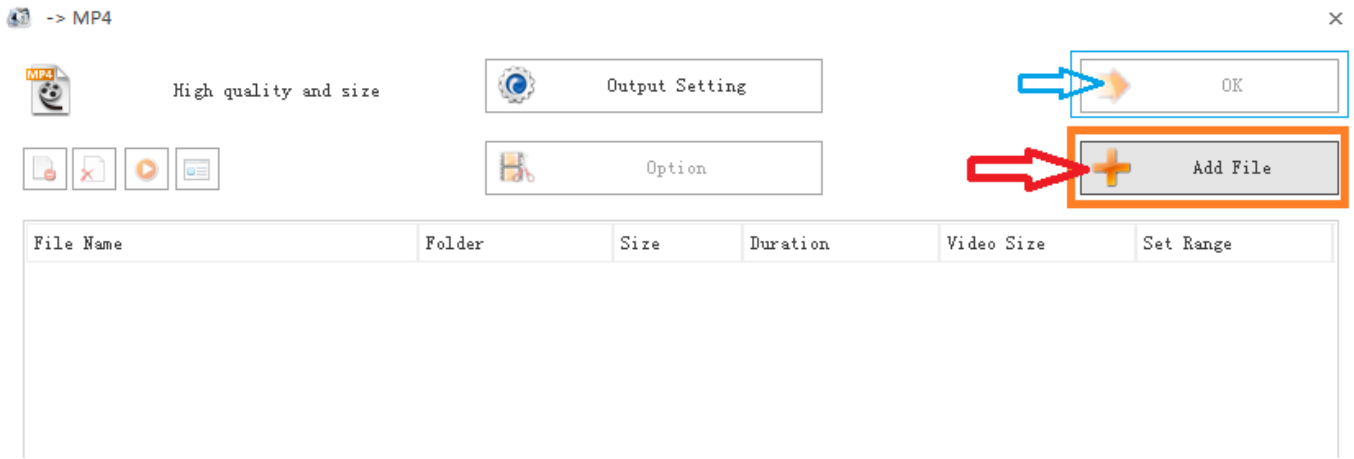 -> MP4
MP4
High quality and size
Output Setting
OK
Option
Add File
File Name Folder Size Duration Video Size Set Range